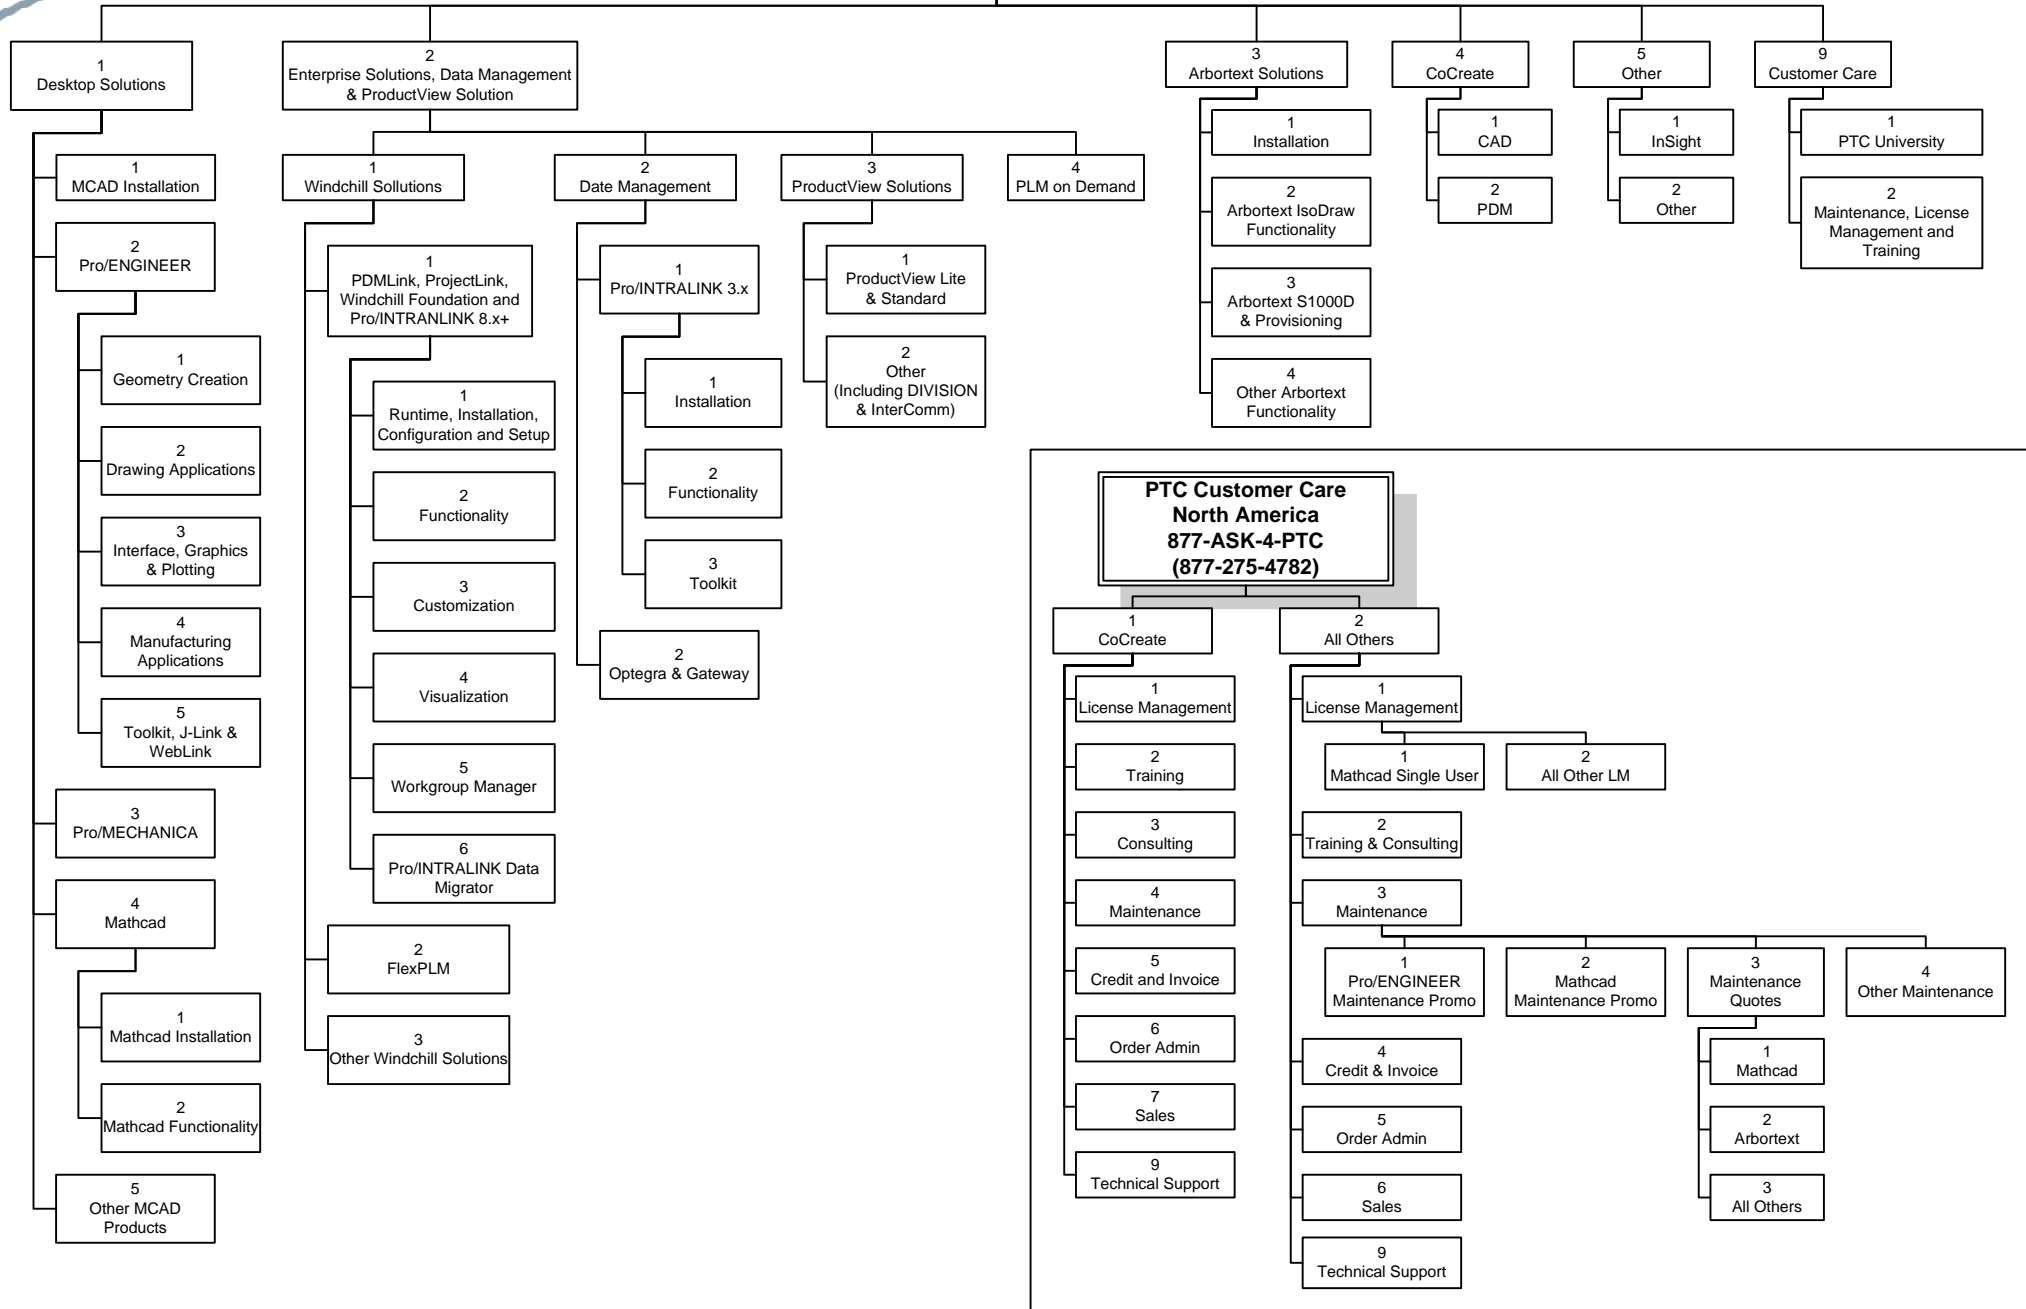 1
Desktop Solutions
1
MCAD Installation
2
Pro/ENGINEER
1
Geometry Creation
2
Drawing Applications
3
Interface, Graphics
& Plotting
4
Manufacturing
Applications
5
Toolkit, J-Link &
WebLink
3
Pro/MECHANICA
4
Mathcad
1
Mathcad Installation
2
Mathcad Functionality
5
Other MCAD
Products
2
Enterprise Solutions, Data Management
& ProductView Solution
1
Windchill Sollutions
1
PDMLink, ProjectLink,
Windchill Foundation and
Pro/INTRANLINK 8.x+
1
Runtime, Installation,
Configuration and Setup
2
Functionality
3
Customization
4
Visualization
5
Workgroup Manager
6
Pro/INTRALINK Data
Migrator
2
FlexPLM
3
Other Windchill Solutions
2
Date Management
1
Pro/INTRALINK 3.x
1
Installation
2
Functionality
3
Toolkit
2
Optegra & Gateway
3
ProductView Solutions
1
ProductView Lite
& Standard
2
Other
(Including DIVISION
& InterComm)
4
PLM on Demand
3
Arbortext Solutions
1
Installation
2
Arbortext IsoDraw
Functionality
3
Arbortext S1000D
& Provisioning
4
Other Arbortext
Functionality
4
CoCreate
1
CAD
2
PDM
5
Other
1
InSight
2
Other
9
Customer Care
1
PTC University
2
Maintenance, License
Management and
Training
PTC Customer Care
North America
877-ASK-4-PTC
(877-275-4782)
1
CoCreate
1
License Management
2
Training
3
Consulting
4
Maintenance
5
Credit and Invoice
6
Order Admin
7
Sales
9
Technical Support
2
All Others
1
License Management
1
Mathcad Single User
2
All Other LM
2
Training & Consulting
3
Maintenance
1
Pro/ENGINEER
Maintenance Promo
2
Mathcad
Maintenance Promo
3
Maintenance
Quotes
1
Mathcad
2
Arbortext
3
All Others
4
Other Maintenance
4
Credit & Invoice
5
Order Admin
6
Sales
9
Technical Support